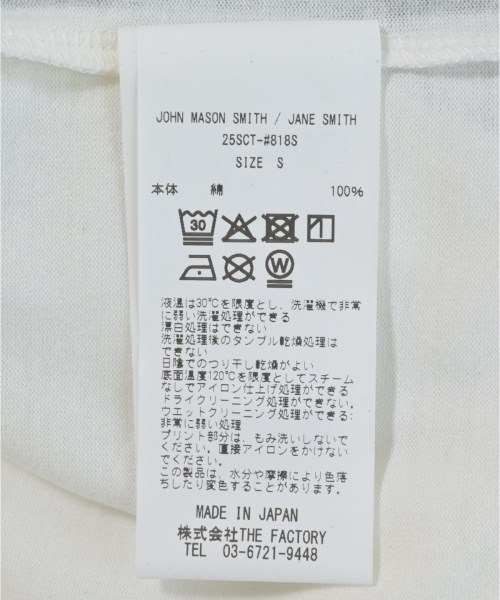 JOHN MASON SMITH / JANE SMITH
25SCT-#818S
SIZE S
本体 綿 100%
30
W
液温は30℃を限度とし、洗濯機で非常
に弱い洗濯処理ができる
漂白処理はできない
洗濯処理後のタンブル乾燥処理は
できない
日陰でのつり干し乾燥がよい
底面温度120℃を限度としてスチーム
なしでアイロン仕上げ処理ができる
ドライクリーニング処理ができない。
ウエットクリーニング処理ができる:
非常に弱い処理
プリント部分は、もみ洗いしないで
ください。直接アイロンをかけない
でください。
この製品は、水分や摩擦により色落
ちしたり変色することがあります。
MADE IN JAPAN
株式会社THE FACTORY
TEL 03-6721-9448